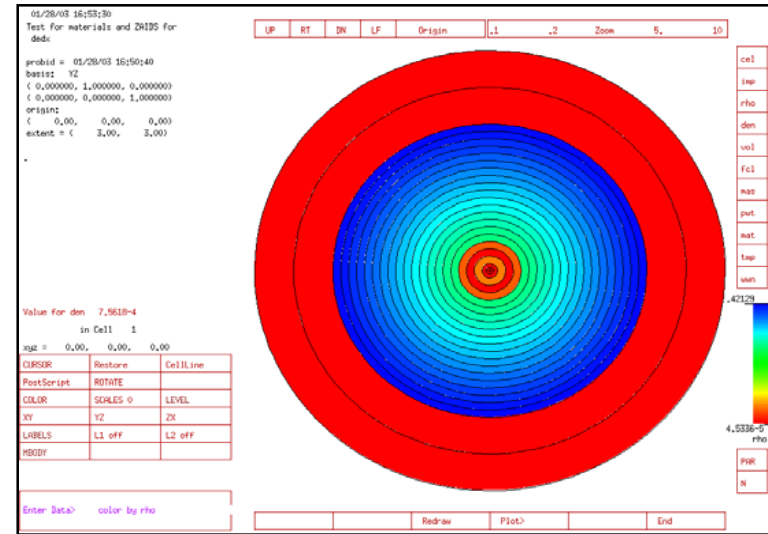 01/28/03 16:53:30
Test for materials and ZAIDS for
dedx
probid = 01/28/03 16:50:40
basis: YZ
( 0.000000, 1.000000, 0.000000)
( 0.000000, 0.000000, 1.000000)
origin:
( 0.00, 0.00, 0.00)
extent = ( 3.00, 3.00)
UP RT DN LF Origin .1 .2 Zoom 5. 10
cel
imp
rho
den
vol
fcl
mas
pwt
mat
tmp
wwn
.42129
4.5336-5
rho
PAR
N
Value for den 7.5618-4
in Cell 1
xyz = 0.00, 0.00, 0.00
CURSOR Restore CellLine
PostScript ROTATE
COLOR SCALES 0 LEVEL
XY YZ ZX
LABELS L1 off L2 off
MBODY
Enter Data> color by rho
Redraw Plot> End